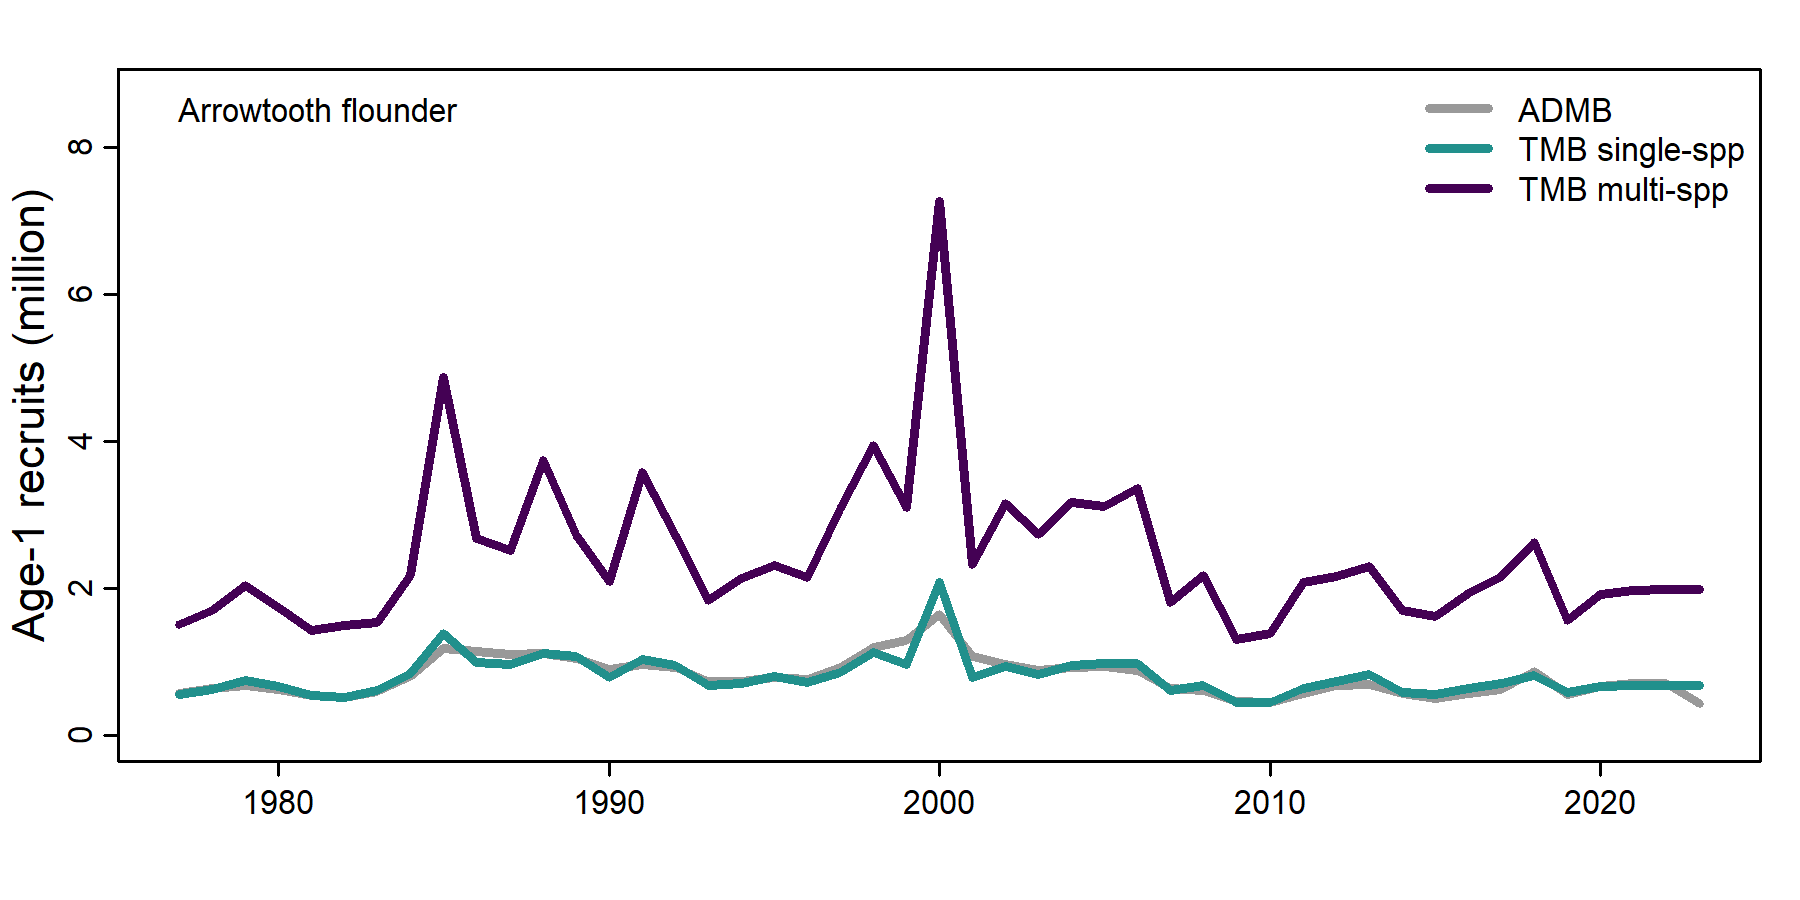 Arrowtooth flounder
ADMB
TMB single-spp
TMB multi-spp
Age-1 recruits (million)
8
6
4
2
0
1980 1990 2000 2010 2020